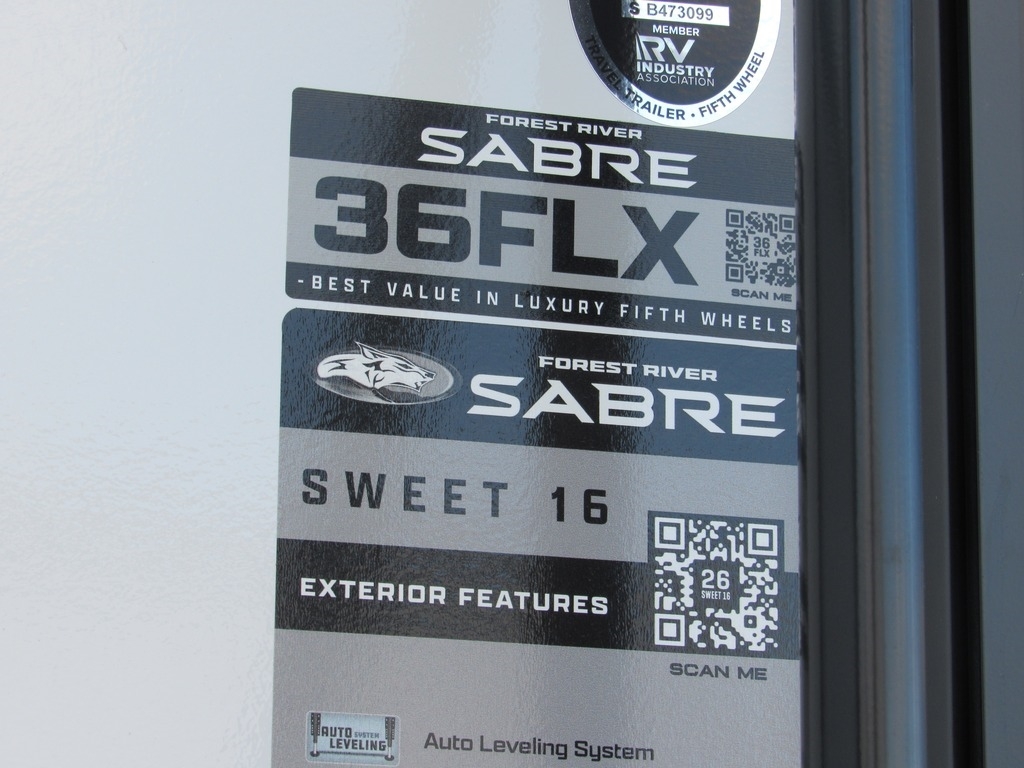 S B473099
MEMBER
RV
INDUSTRY
ASSOCIATION
TRAVEL TRAILER • FIFTH WHEEL
FOREST RIVER
SABRE
36FLX
36
FLX
SCAN ME
-BEST VALUE IN LUXURY FIFTH WHEELS
FOREST RIVER
SABRE
SWEET 16
26
SWEET 16
EXTERIOR FEATURES
SCAN ME
AUTO SYSTEM
LEVELING
Auto Leveling System